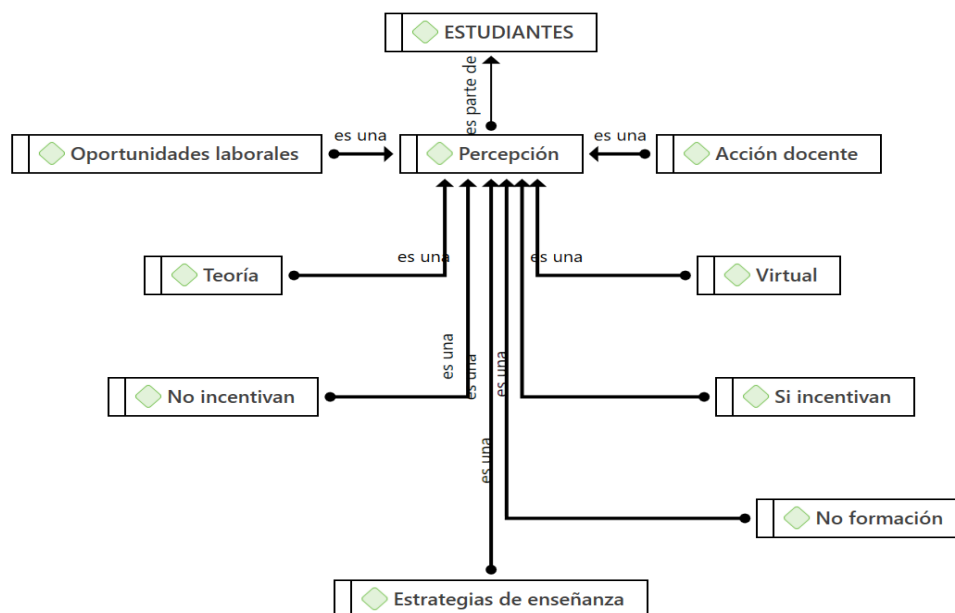 ESTUDIANTES
es parte de
es una
es una
Oportunidades laborales
Percepción
Acción docente
es una
es una
Teoría
Virtual
es una
es una
es una
No incentivan
Si incentivan
es una
No formación
Estrategias de enseñanza